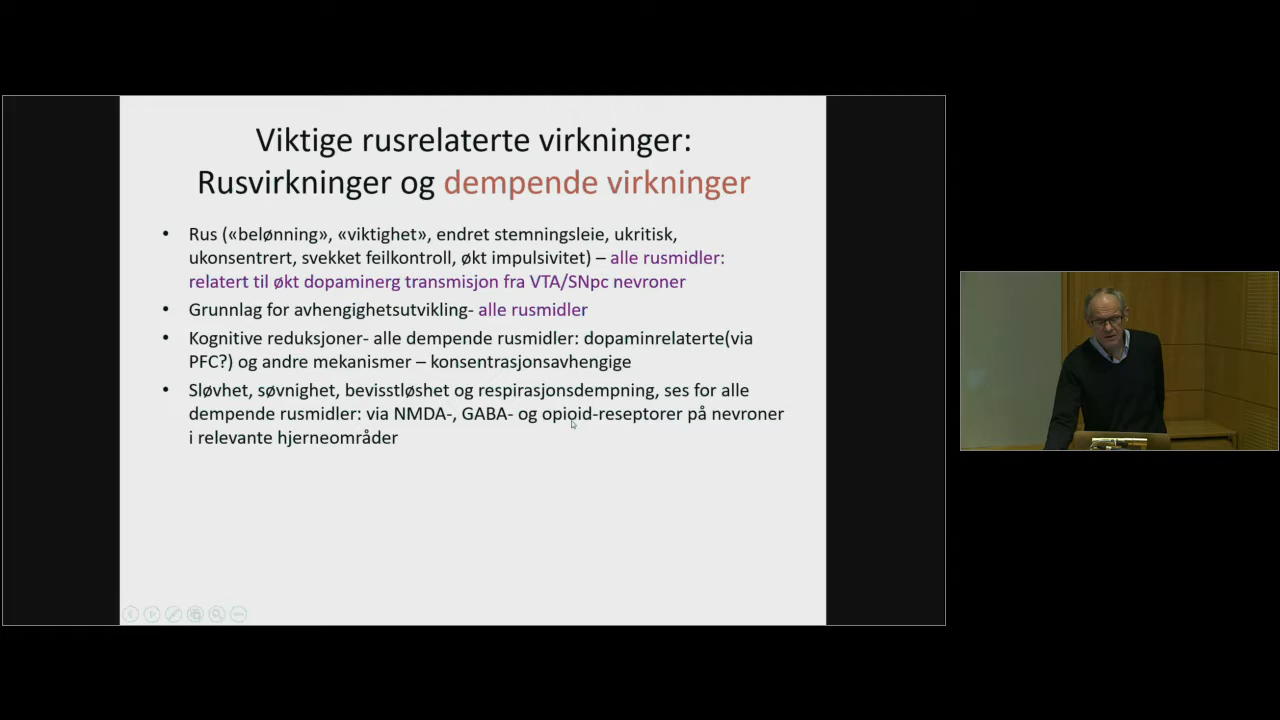 Viktige rusrelaterte virkninger:
Rusvirkninger og dempende virkninger
• Rus («belønning», «viktighet», endret stemningsleie, ukritisk,
ukonsentrert, svekket feilkontroll, økt impulsivitet) – alle rusmidler:
relatert til økt dopaminerg transmisjon fra VTA/SNpc nevroner
• Grunnlag for avhengighetsutvikling- alle rusmidler
• Kognitive reduksjoner- alle dempende rusmidler: dopaminrelaterte(via
PFC?) og andre mekanismer – konsentrasjonsavhengige
• Sløvhet, søvnighet, bevisstløshet og respirasjonsdempning, ses for alle
dempende rusmidler: via NMDA-, GABA- og opioid-reseptorer på nevroner
i relevante hjerneområder